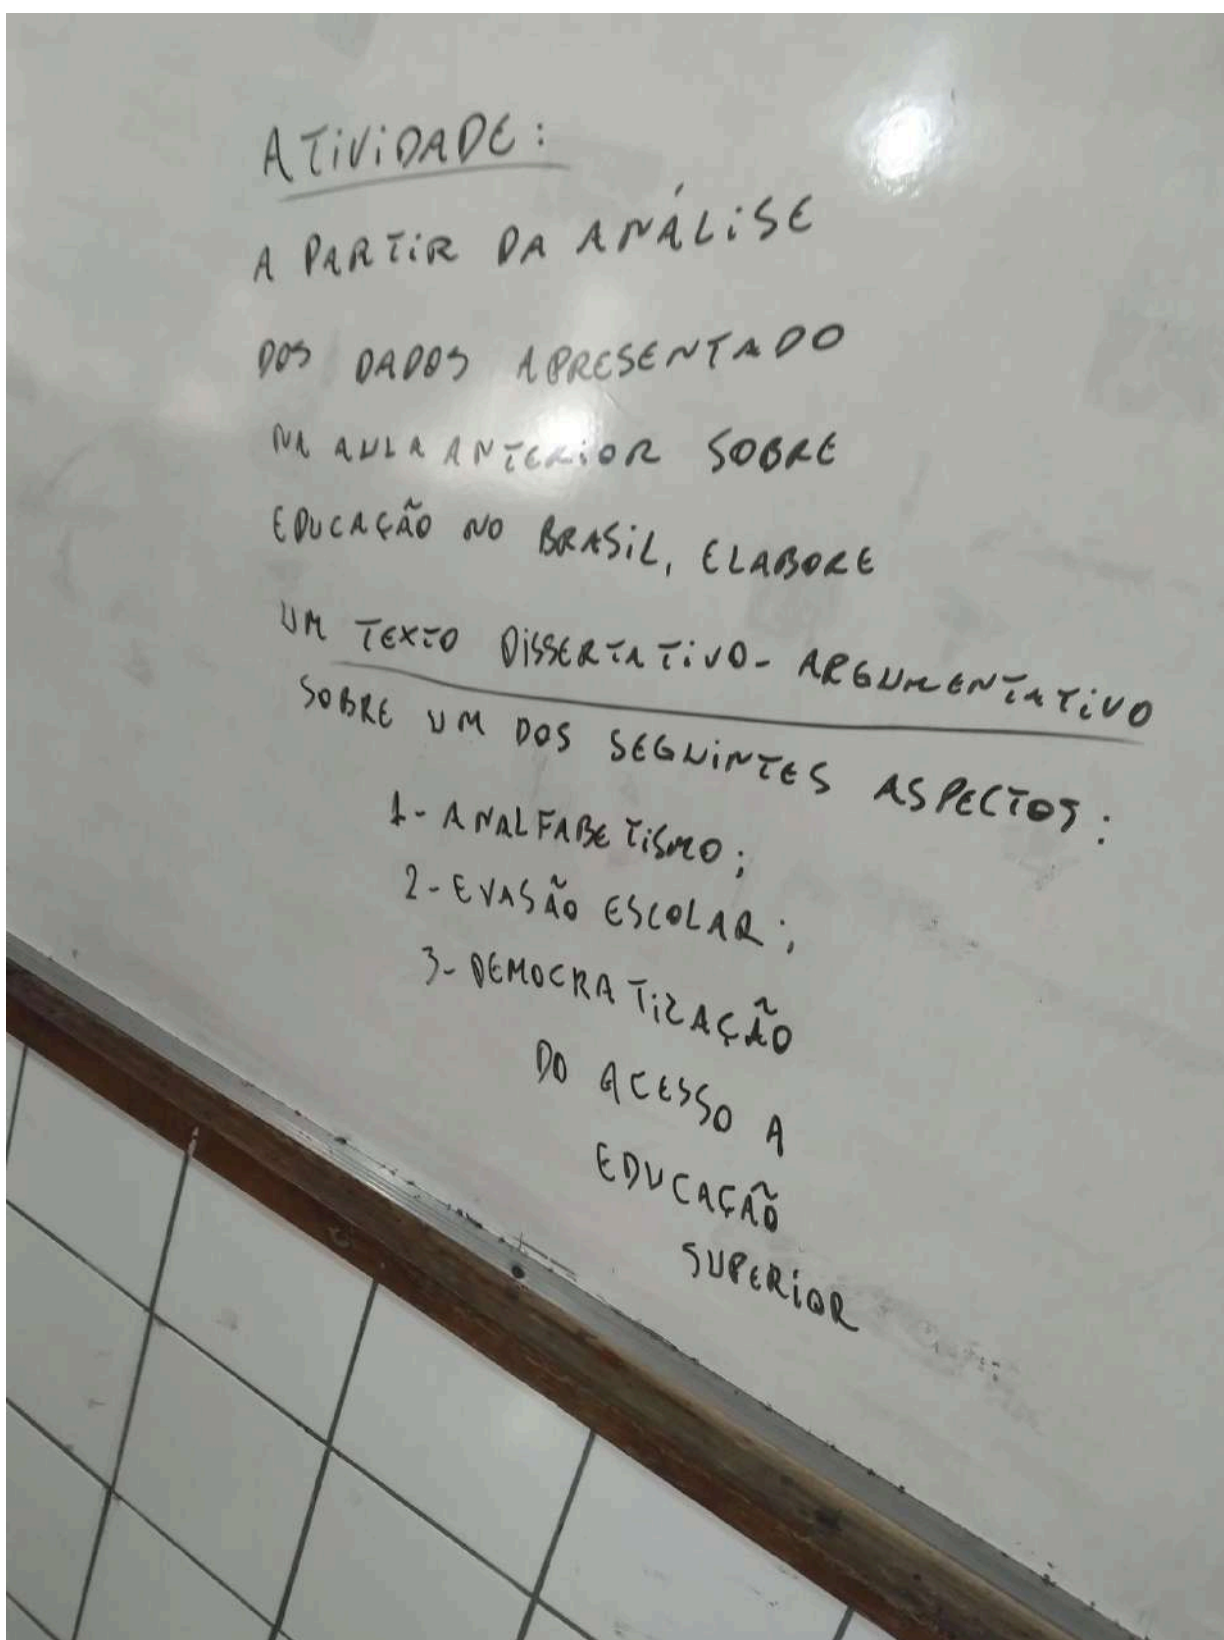 ATIVIDADE:
A PARTIR DA ANÁLISE
DOS DADOS APRESENTADO
NA AULA ANTERIOR SOBRE
EDUCAÇÃO NO BRASIL, ELABORE
UM TEXTO DISSERTATIVO-ARGUMENTATIVO
SOBRE UM DOS SEGUINTES ASPECTOS:
1-ANALFABETISMO;
2-EVASÃO ESCOLAR;
3-DEMOCRATIZAÇÃO
DO ACESSO A
EDUCAÇÃO
SUPERIOR